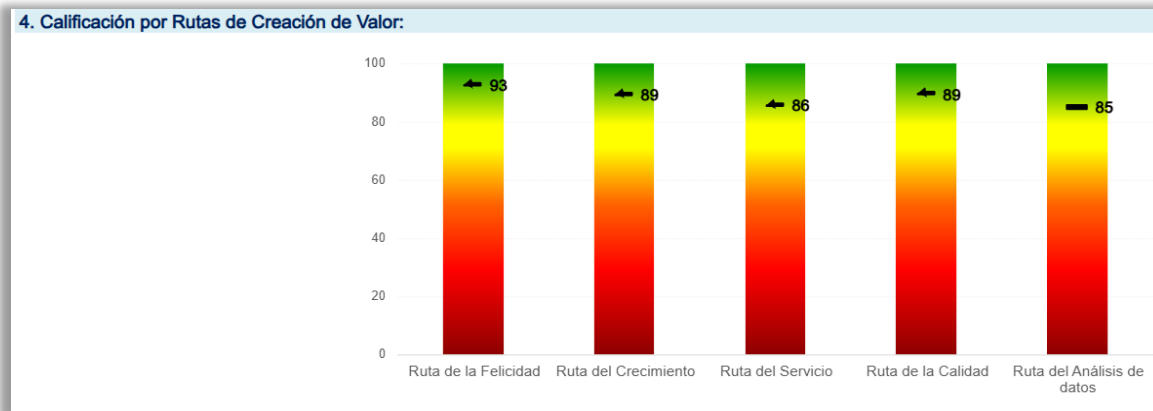 4. Calificación por Rutas de Creación de Valor:
100
80
60
40
20
0
93
89
86
89
85
Ruta de la Felicidad
Ruta del Crecimiento
Ruta del Servicio
Ruta de la Calidad
Ruta del Análisis de
datos